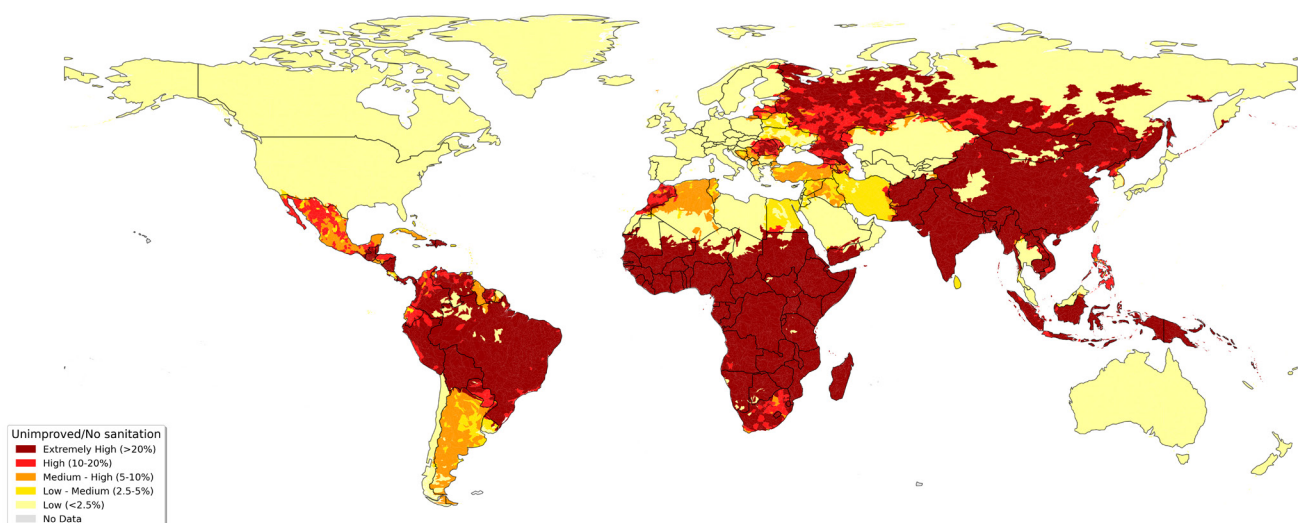 Unimproved/No sanitation
Extremely High (>20%)
High (10-20%)
Medium - High (5-10%)
Low - Medium (2.5-5%)
Low (<2.5%)
No Data